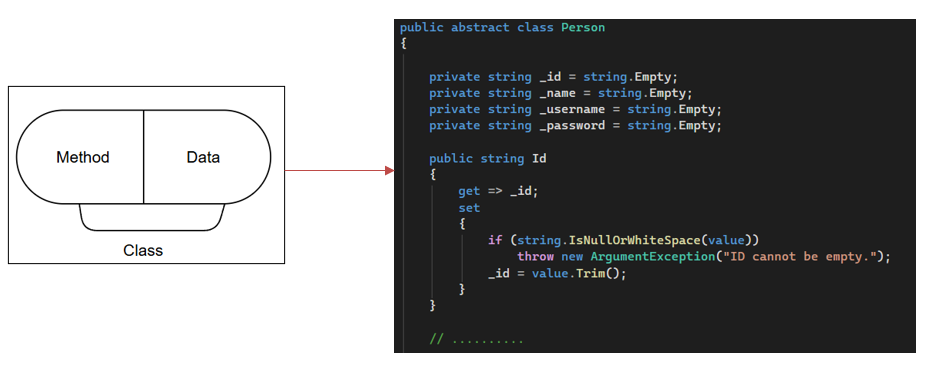 Method
Data
Class
public abstract class Person
{
private string _id = string.Empty;
private string _name = string.Empty;
private string _username = string.Empty;
private string _password = string.Empty;
public string Id
{
get => _id;
set
{
if (string.IsNullOrWhiteSpace(value))
throw new ArgumentException("ID cannot be empty.");
_id = value.Trim();
}
}
// ..........